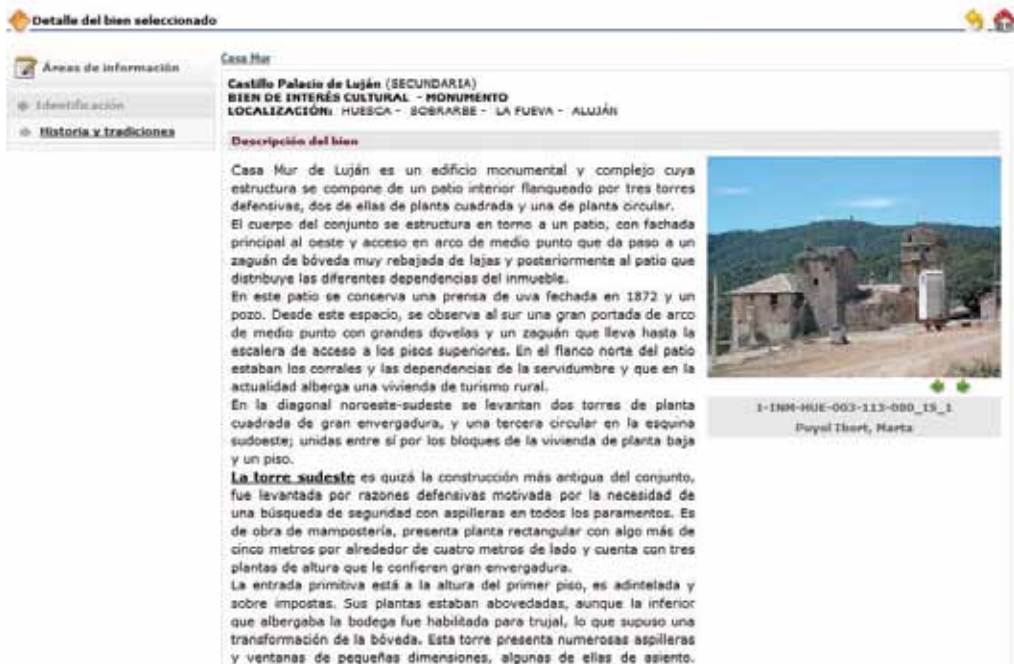 Detalle del bien seleccionado
Áreas de información
Identificación
Historia y tradiciones
Casa Mur
Castillo Palacio de Luján (SECUNDARIA)
BIEN DE INTERÉS CULTURAL - MONUMENTO
LOCALIZACIÓN: HUESCA - SOBRARBE - LA FUEVA - ALUJÁN
Descripción del bien
Casa Mur de Luján es un edificio monumental y complejo cuya
estructura se compone de un patio interior flanqueado por tres torres
defensivas, dos de ellas de planta cuadrada y una de planta circular.
El cuerpo del conjunto se estructura en torno a un patio, con fachada
principal al oeste y acceso en arco de medio punto que da paso a un
zaguán de bóveda muy rebajada de lajas y posteriormente al patio que
distribuye las diferentes dependencias del inmueble.
En este patio se conserva una prensa de uva fechada en 1872 y un
pozo. Desde este espacio, se observa al sur una gran portada de arco
de medio punto con grandes dovelas y un zaguán que lleva hasta la
escalera de acceso a los pisos superiores. En el flanco norte del patio
estaban los corrales y las dependencias de la servidumbre y que en la
actualidad alberga una vivienda de turismo rural.
En la diagonal noroeste-sudeste se levantan dos torres de planta
cuadrada de gran envergadura, y una tercera circular en la esquina
sudoeste; unidas entre sí por los bloques de la vivienda de planta baja
y un piso.
La torre sudeste es quizá la construcción más antigua del conjunto,
fue levantada por razones defensivas motivada por la necesidad de
una búsqueda de seguridad con aspilleras en todos los paramentos. Es
de obra de mampostería, presenta planta rectangular con algo más de
cinco metros por alrededor de cuatro metros de lado y cuenta con tres
plantas de altura que le confieren gran envergadura.
La entrada primitiva está a la altura del primer piso, es adintelada y
sobre impostas. Sus plantas estaban abovedadas, aunque la inferior
que albergaba la bodega fue habilitada para trujal, lo que supuso una
transformación de la bóveda. Esta torre presenta numerosas aspilleras
y ventanas de pequeñas dimensiones, algunas de ellas de asiento.
1-INM-HUE-003-113-080_IS_1
Puyol Ibort, Marta